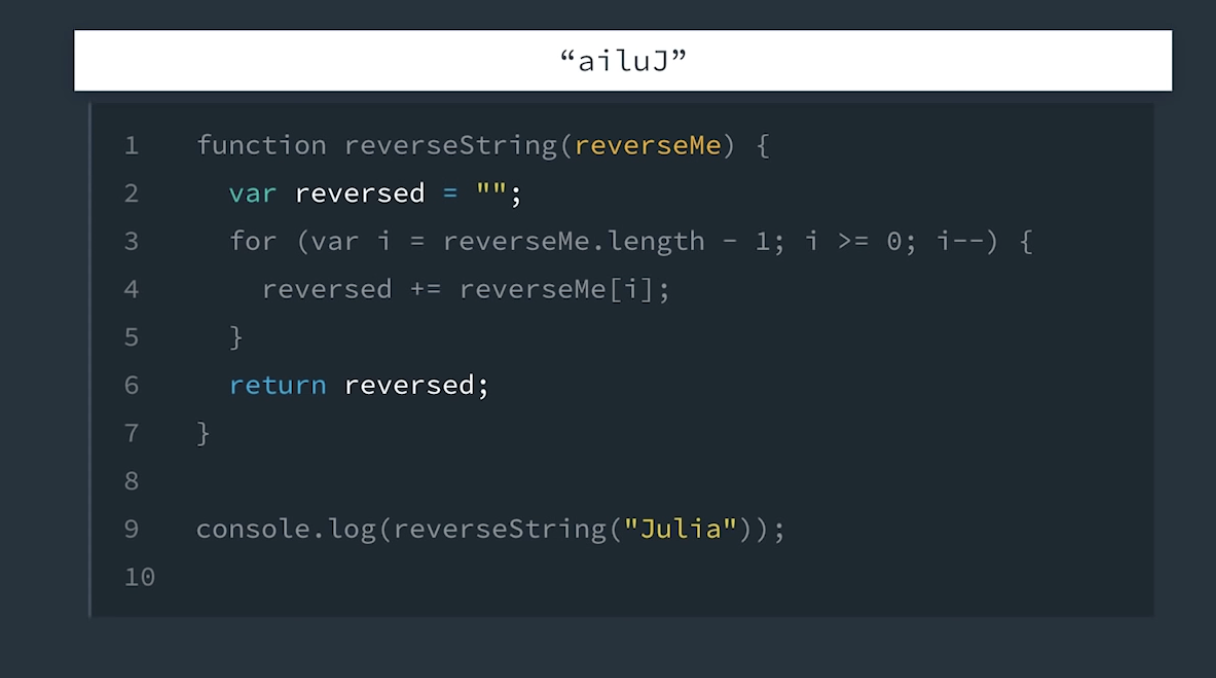 “ailuJ”
1 function reverseString(reverseMe) {
2 var reversed = "";
3 for (var i = reverseMe.length - 1; i >= 0; i--) {
4 reversed += reverseMe[i];
5 }
6 return reversed;
7 }
8
9 console.log(reverseString("Julia"));
10